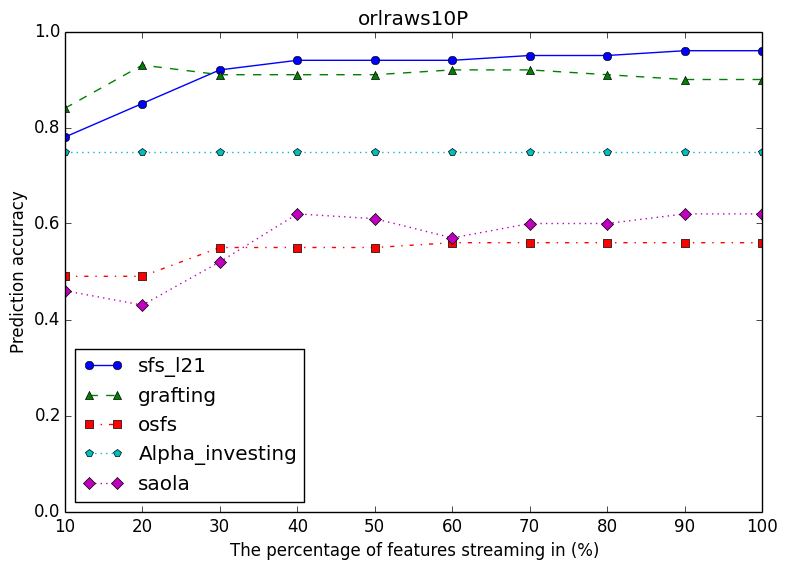 orlraws10P
Prediction accuracy
1.0
0.8
0.6
0.4
0.2
0.0
sfs_l21
grafting
osfs
Alpha_investing
saola
10 20 30 40 50 60 70 80 90 100
The percentage of features streaming in (%)